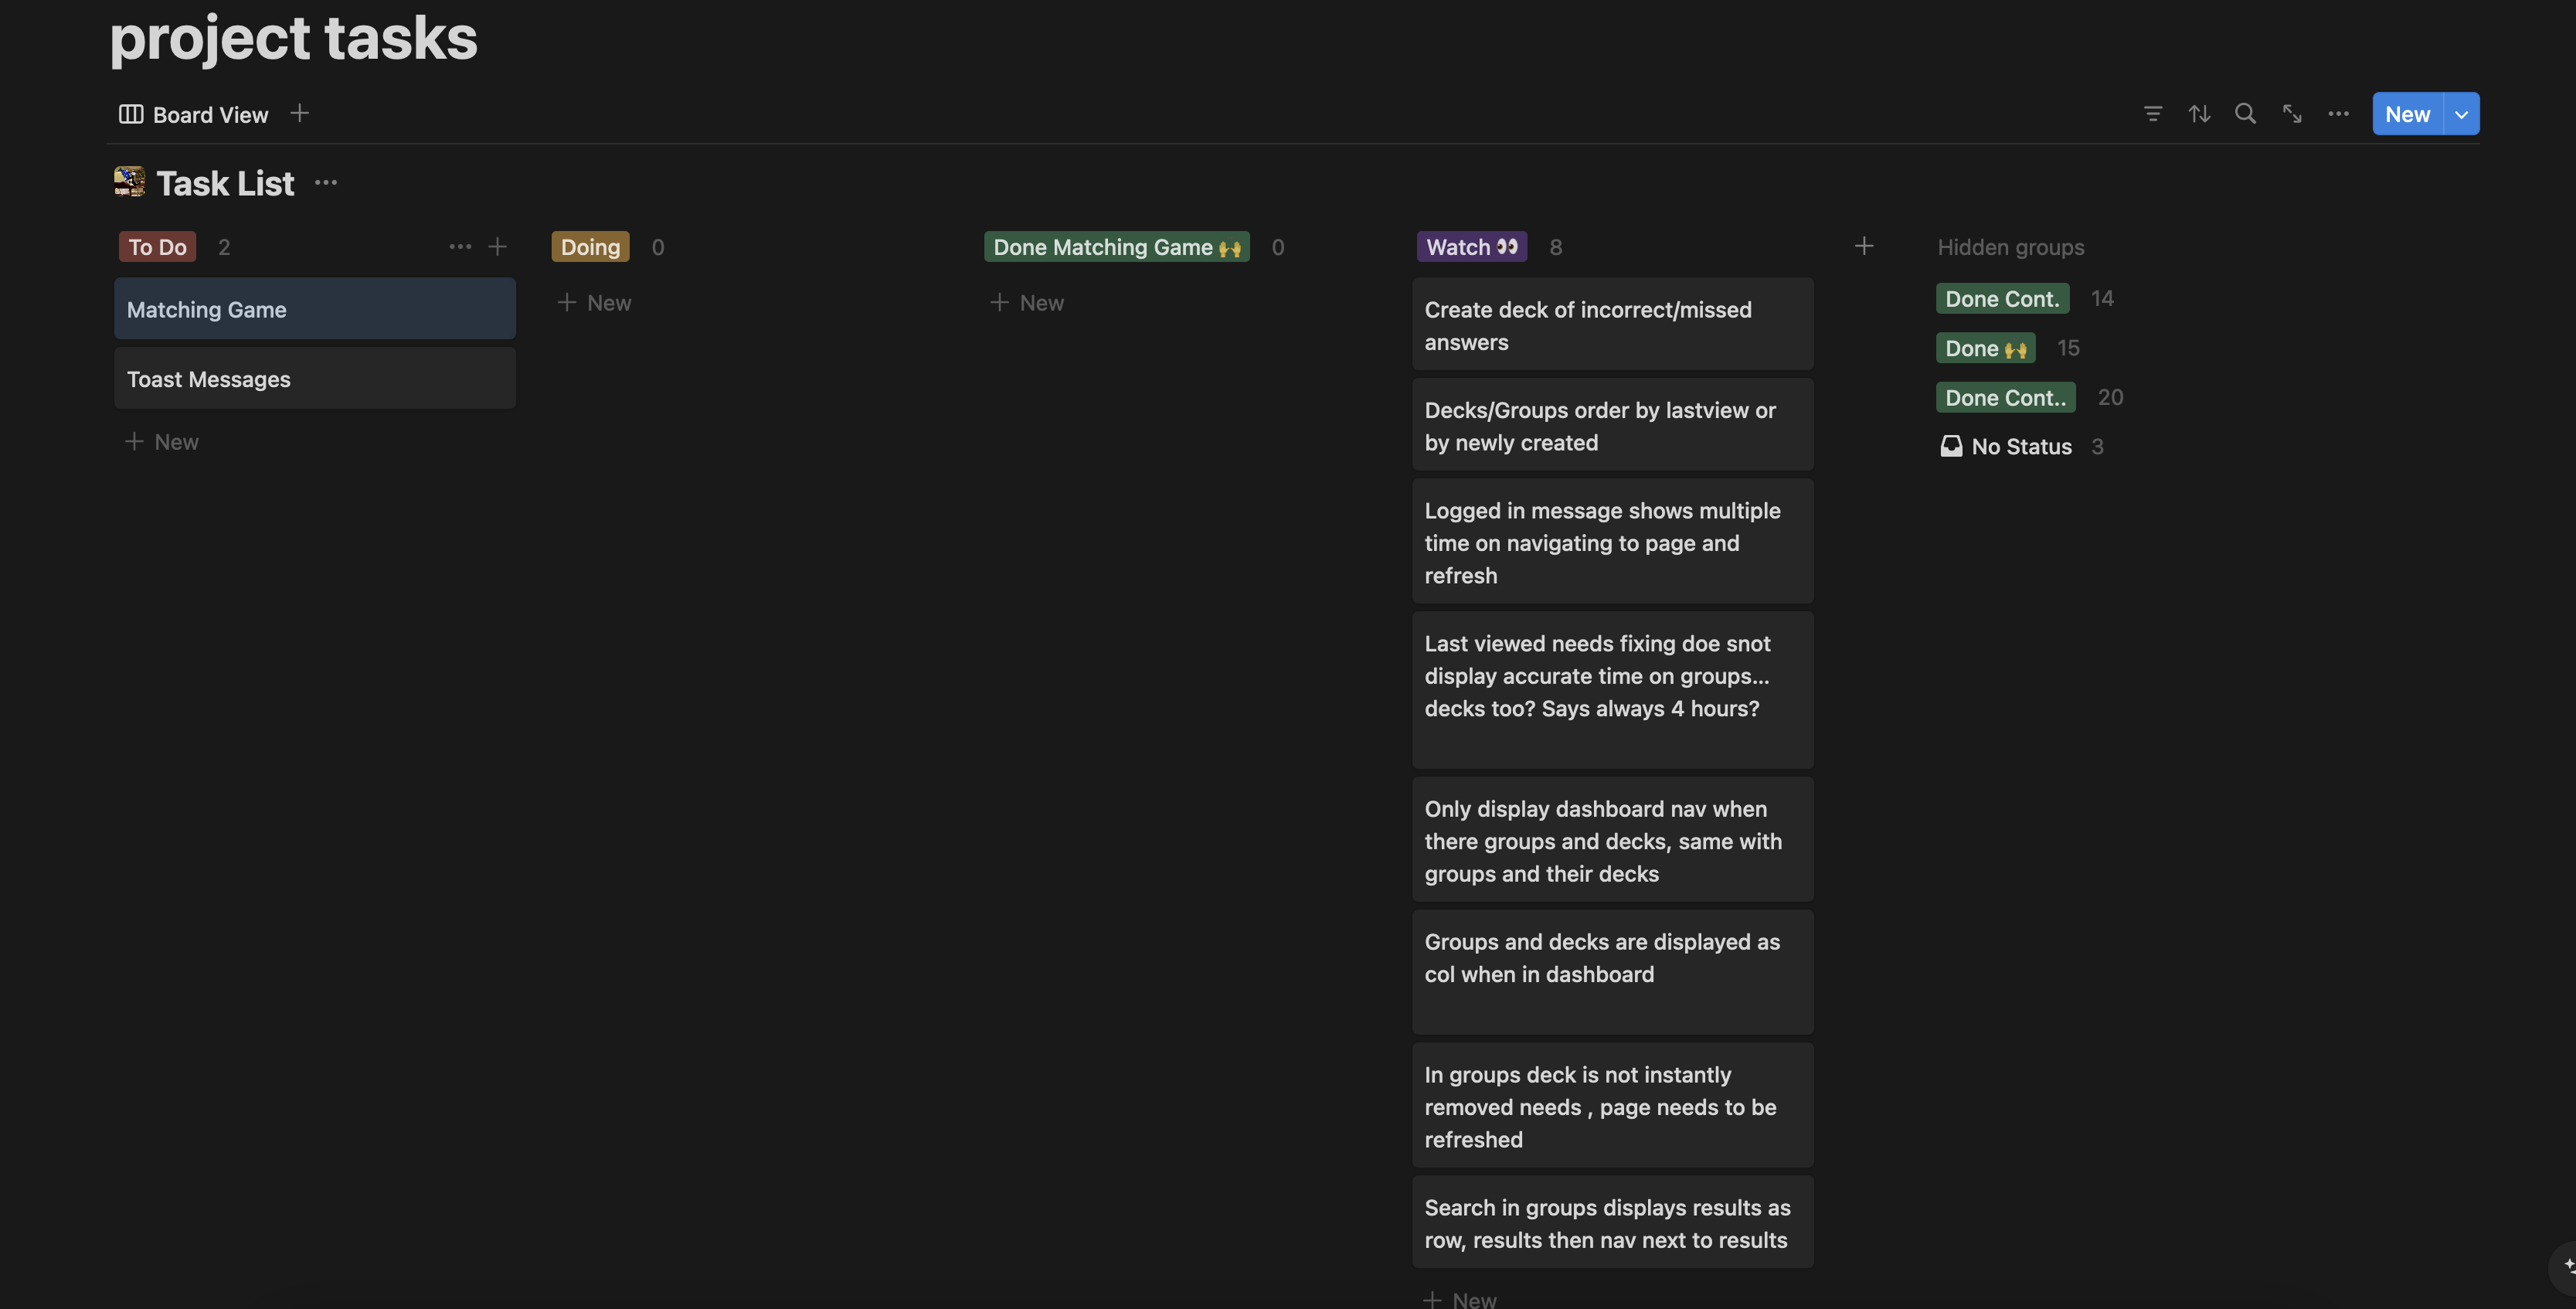 project tasks
Board View
New
Task List
To Do 2
Matching Game
Toast Messages
New
Doing 0
New
Done Matching Game 🙌 0
New
Watch 👀 8
Create deck of incorrect/missed
answers
Decks/Groups order by lastview or
by newly created
Logged in message shows multiple
time on navigating to page and
refresh
Last viewed needs fixing doe snot
display accurate time on groups...
decks too? Says always 4 hours?
Only display dashboard nav when
there groups and decks, same with
groups and their decks
Groups and decks are displayed as
col when in dashboard
In groups deck is not instantly
removed needs , page needs to be
refreshed
Search in groups displays results as
row, results then nav next to results
New
Hidden groups
Done Cont. 14
Done 🙌 15
Done Cont.. 20
No Status 3